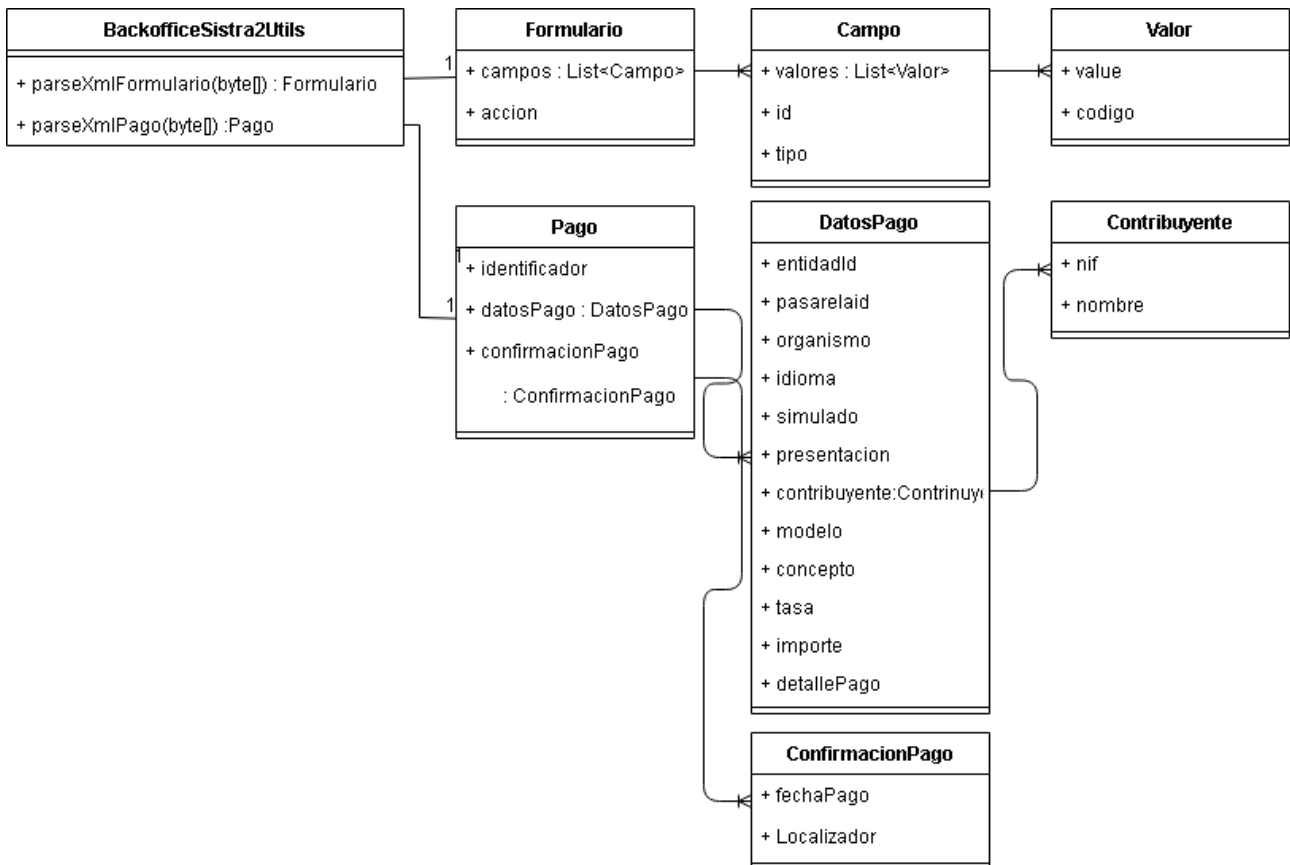 BackofficeSistra2Utils
+ parseXmlFormulario(byte[]) : Formulario
+ parseXmlPago(byte[]) :Pago
1
Formulario
+ campos : List<Campo>
+ accion
Campo
+ valores : List<Valor>
+ id
+ tipo
Valor
+ value
+ codigo
1
1
Pago
+ identificador
+ datosPago : DatosPago
+ confirmacionPago
: ConfirmacionPago
DatosPago
+ entidadId
+ pasarelaid
+ organismo
+ idioma
+ simulado
+ presentacion
+ contribuyente:Contrinuy
+ modelo
+ concepto
+ tasa
+ importe
+ detallePago
Contribuyente
+ nif
+ nombre
ConfirmacionPago
+ fechaPago
+ Localizador